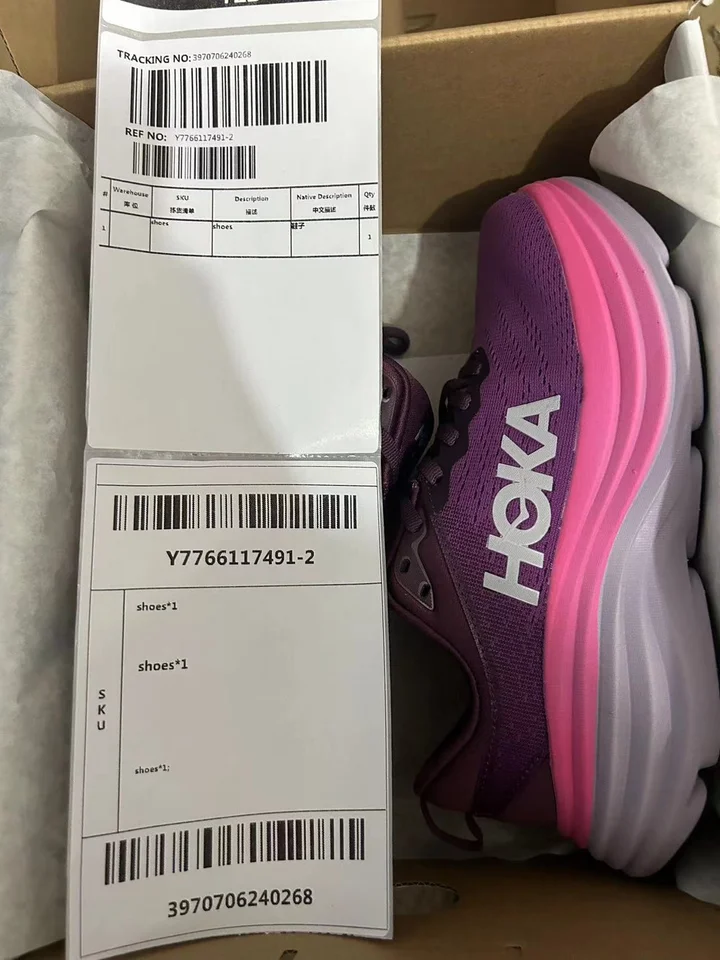 TRACKING NO: 3970706240268
REF NO: Y7766117491-2
# Warehouse 库位 SKU 拣货清单 Description 描述 Native Description 中文描述 Qty 件数
1 shoes shoes 鞋子 1
Y7766117491-2
SKU
shoes*1
shoes*1
shoes*1;
3970706240268
HOKA